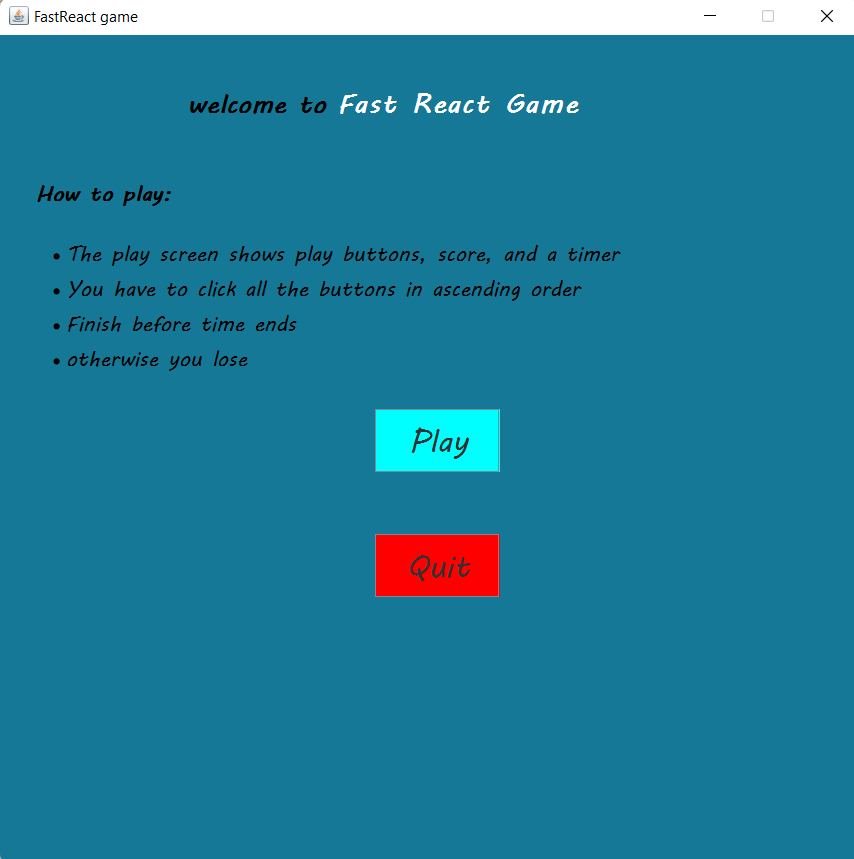 FastReact game
welcome to Fast React Game
How to play:
• The play screen shows play buttons, score, and a timer
• You have to click all the buttons in ascending order
• Finish before time ends
• otherwise you lose
Play
Quit